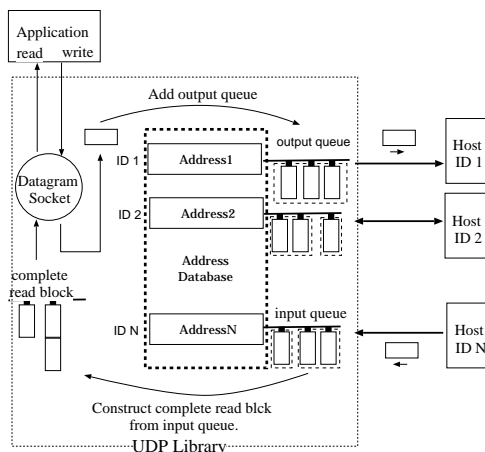 Application
read write
Add output queue
output queue
ID 1 Address1
Host
ID 1
Datagram
Socket
ID 2 Address2
Host
ID 2
Address
Database
complete
read block
input queue
ID N AddressN
Host
ID N
Construct complete read blck
from input queue.
UDP Library